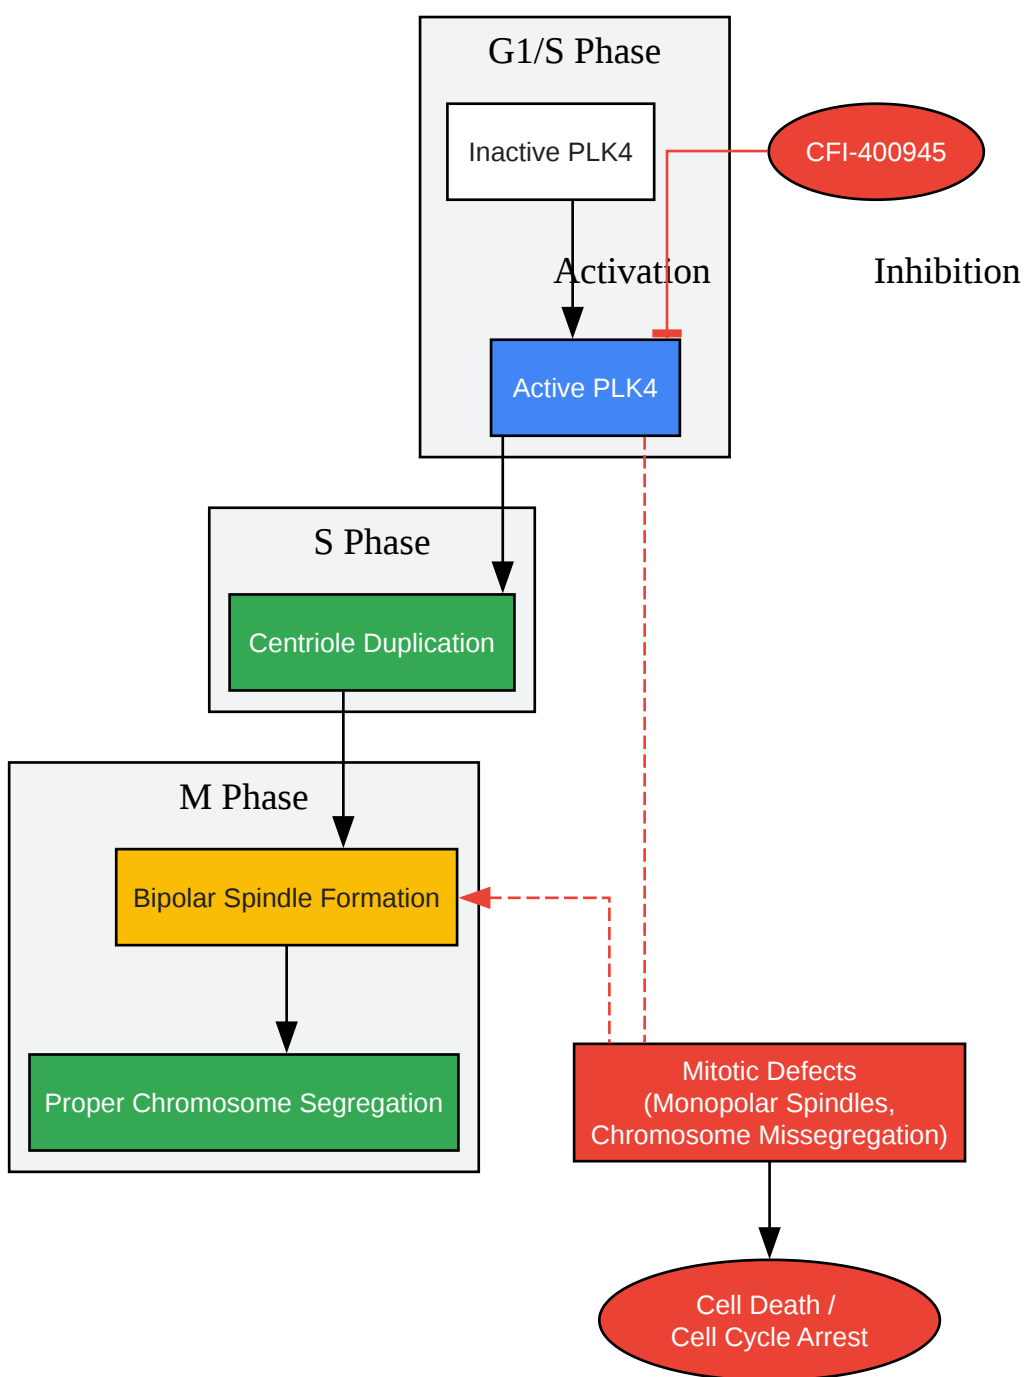 G1/S Phase
Inactive PLK4
CFI-400945
Activation
Inhibition
Active PLK4
S Phase
Centriole Duplication
M Phase
Bipolar Spindle Formation
Proper Chromosome Segregation
Mitotic Defects
(Monopolar Spindles,
Chromosome Missegregation)
Cell Death /
Cell Cycle Arrest